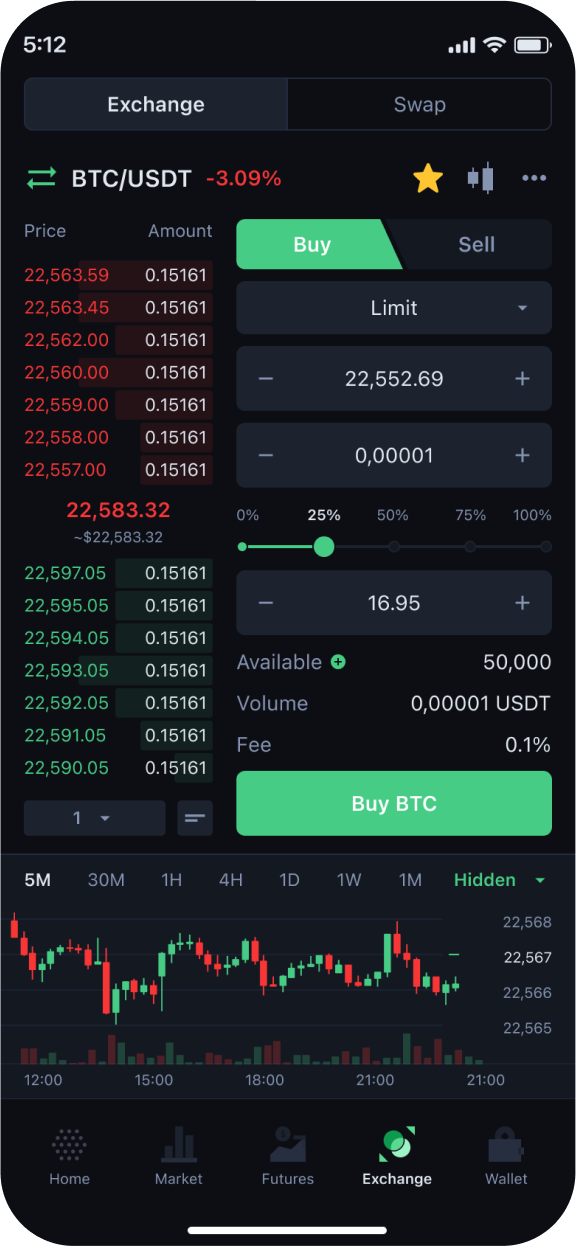 5:12
Exchange Swap
BTC/USDT -3.09%
Price Amount
22,563.59 0.15161
22,563.45 0.15161
22,562.00 0.15161
22,560.00 0.15161
22,559.00 0.15161
22,558.00 0.15161
22,557.00 0.15161
22,583.32
~$22,583.32
22,597.05 0.15161
22,595.05 0.15161
22,594.05 0.15161
22,593.05 0.15161
22,592.05 0.15161
22,591.05 0.15161
22,590.05 0.15161
1
Buy Sell
Limit
− 22,552.69 +
− 0,00001 +
0% 25% 50% 75% 100%
− 16.95 +
Available 50,000
Volume 0,00001 USDT
Fee 0.1%
Buy BTC
5M 30M 1H 4H 1D 1W 1M Hidden
22,568
22,567
22,566
22,565
12:00 15:00 18:00 21:00 21:00
Home Market Futures Exchange Wallet